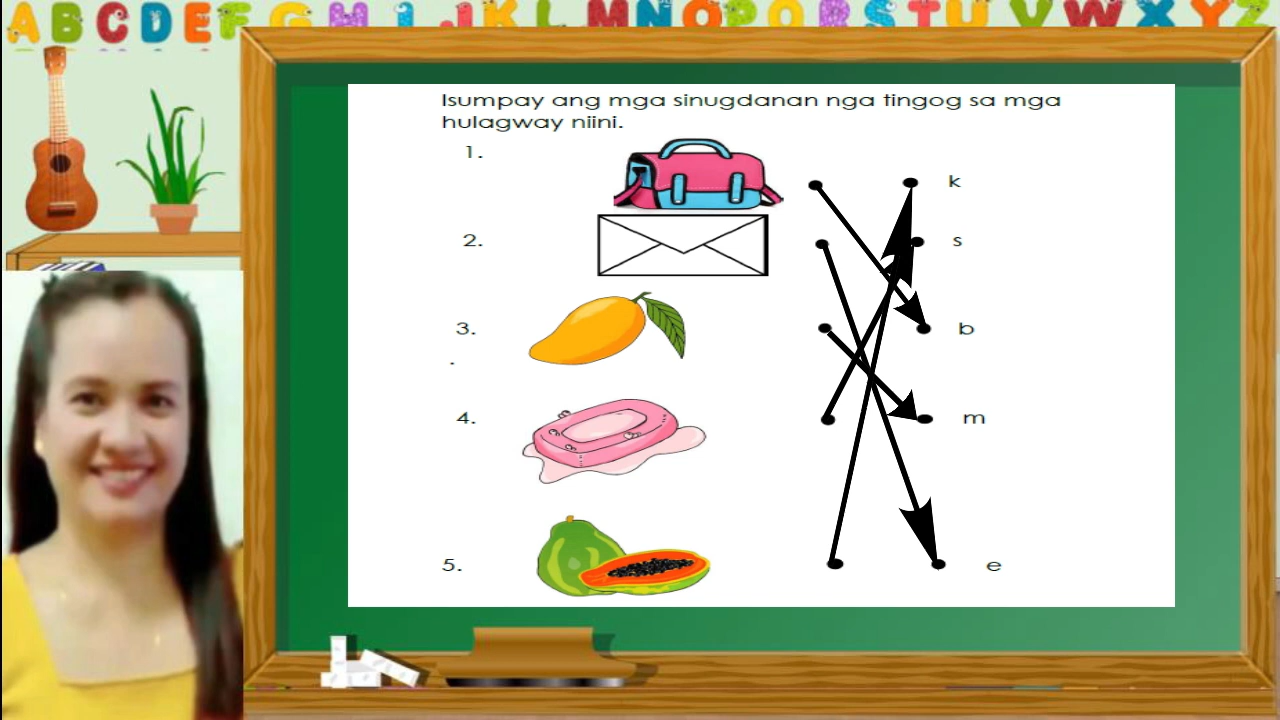 A B C D E F G H I J K L M N O P Q R S T U V W X Y Z
Isumpay ang mga sinugdanan nga tingog sa mga
hulagway niini.
1.
k
2.
s
3.
b
.
4.
m
5.
e